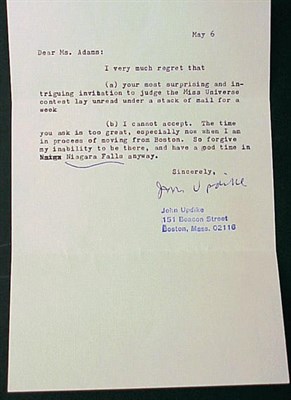 May 6
Dear Ms. Adams:
I very much regret that
(a) your most surprising and in-
triguing invitation to judge the Miss Universe
contest lay unread under a stack of mail for
a week
(b) I cannot accept. The time
you ask is too great, especially now when I am
in process of moving from Boston. So forgive
my inability to be there, and have a good time in
Niagara Falls anyway.
Sincerely,
John Updike
John Updike
151 Beacon Street
Boston, Mass. 02116